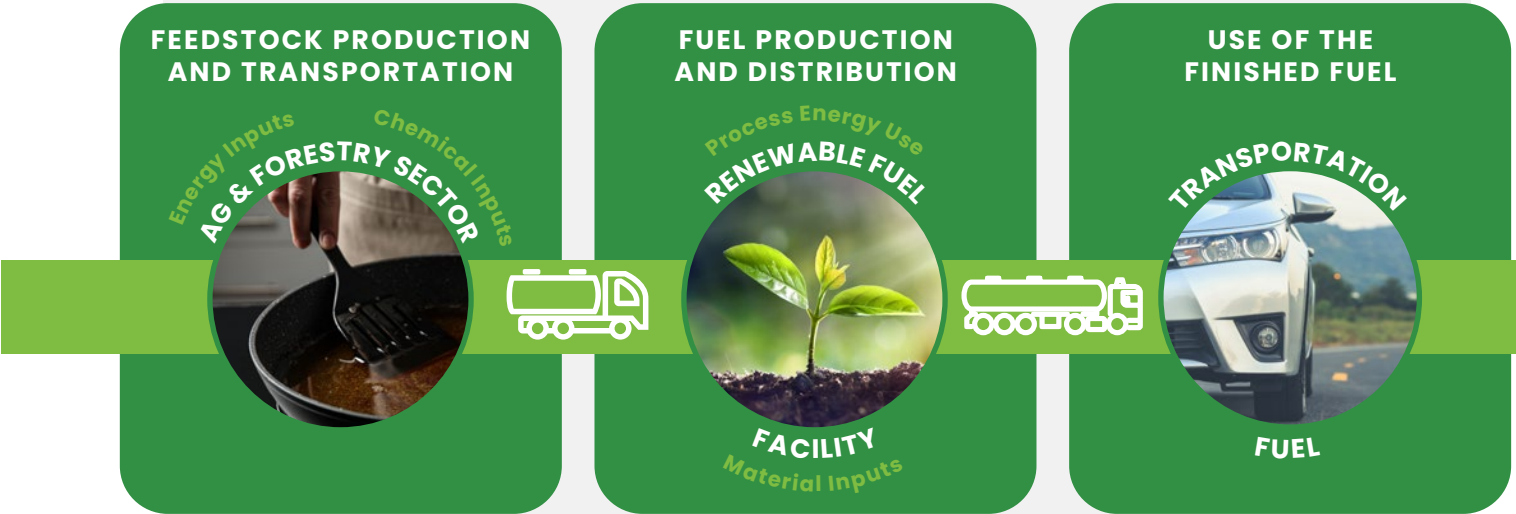 FEEDSTOCK PRODUCTION
AND TRANSPORTATION
Energy Inputs
Chemical Inputs
AG & FORESTRY SECTOR
FUEL PRODUCTION
AND DISTRIBUTION
Process Energy Use
RENEWABLE FUEL
FACILITY
Material Inputs
USE OF THE
FINISHED FUEL
TRANSPORTATION
FUEL